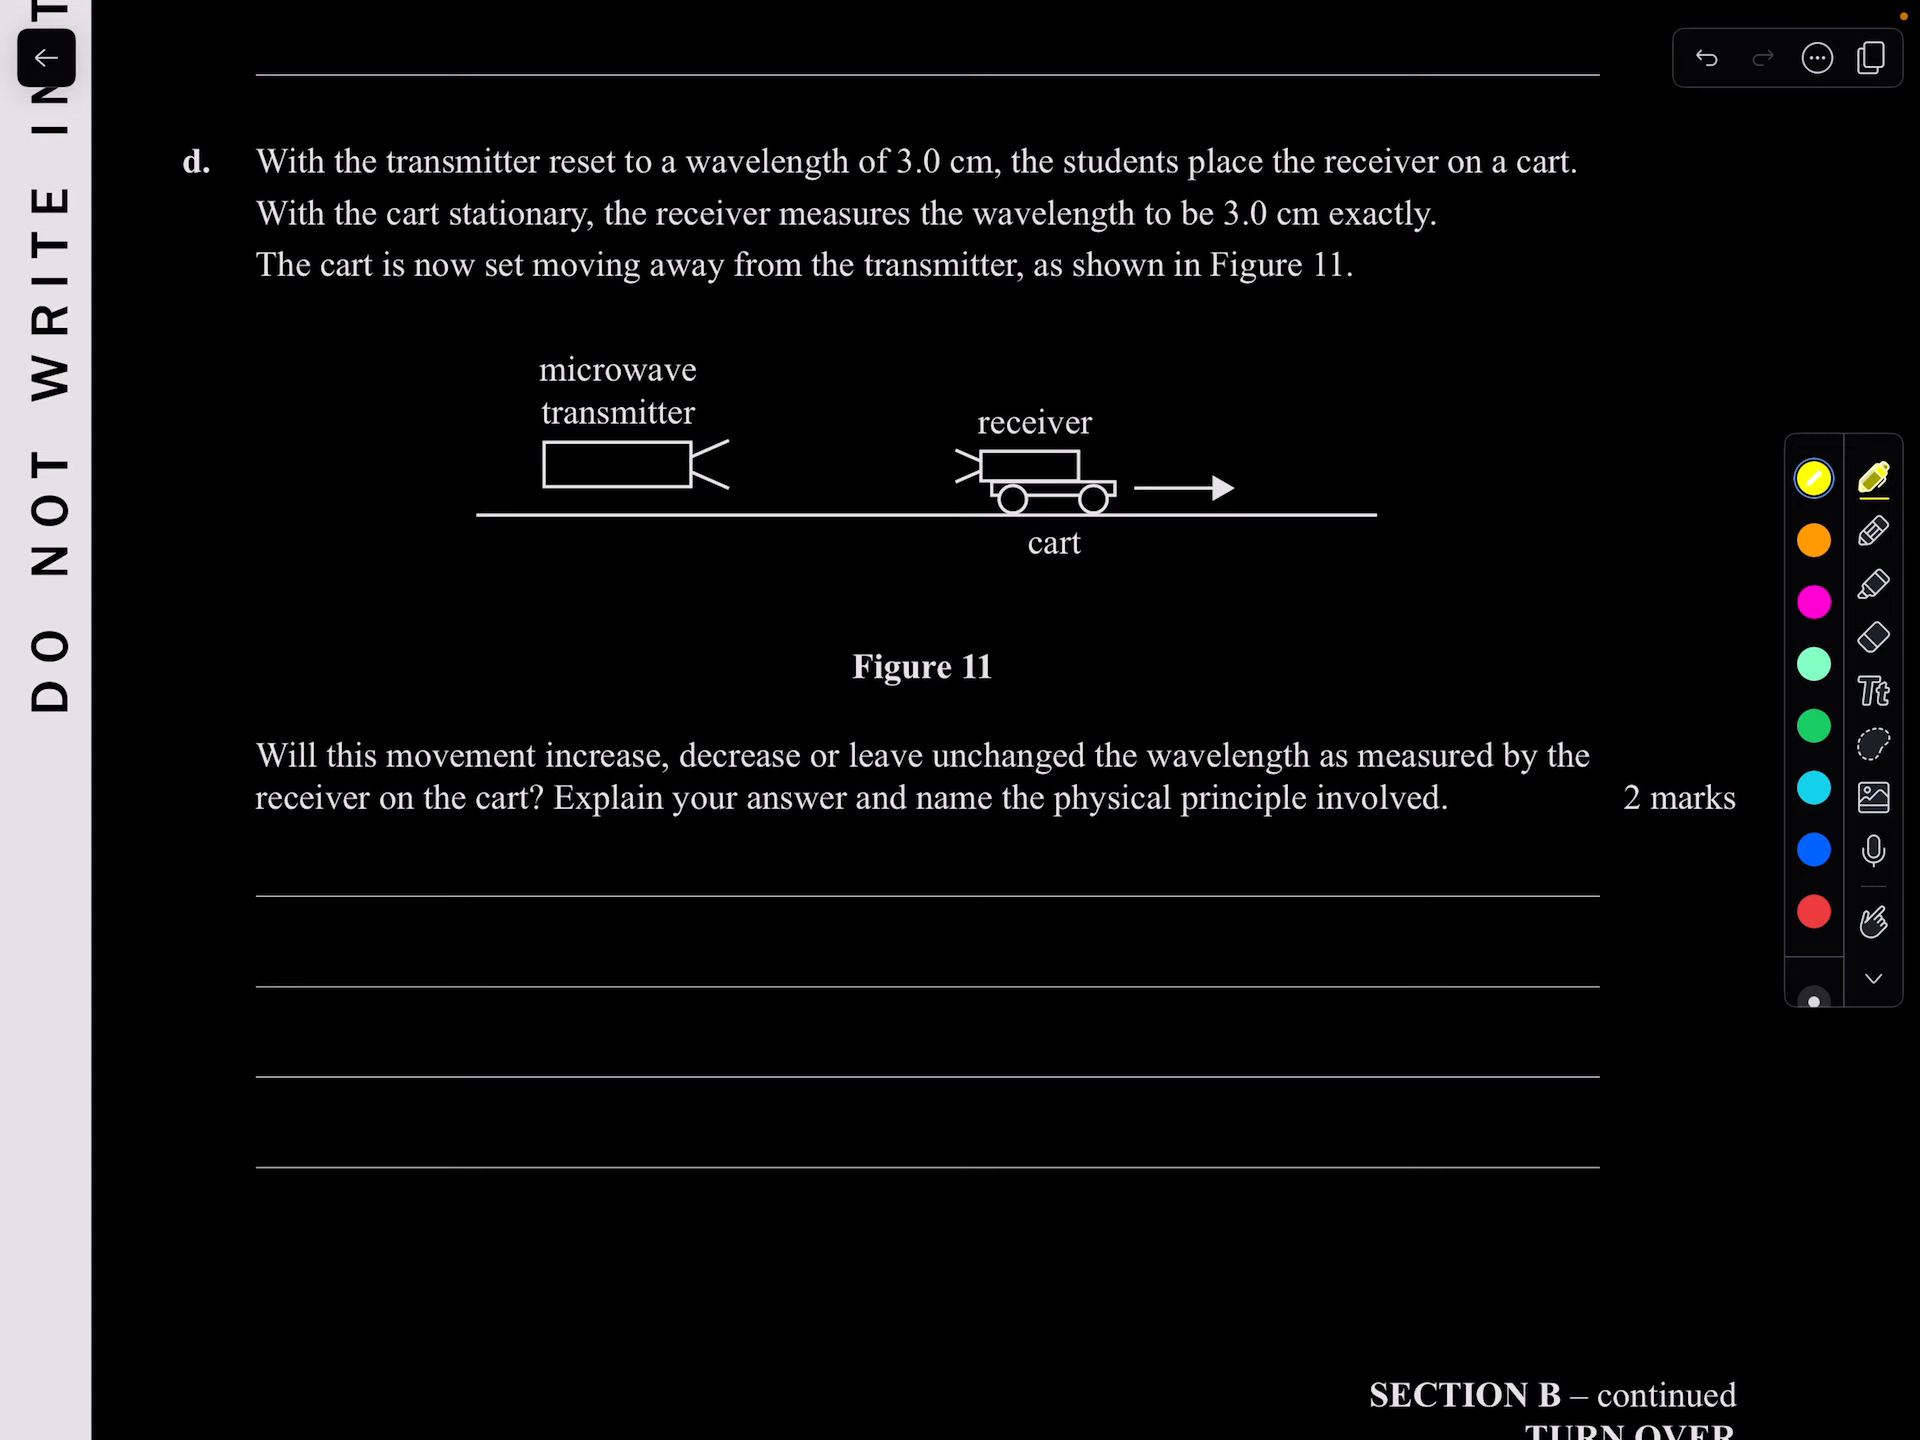 DO NOT WRITE IN T
d. With the transmitter reset to a wavelength of 3.0 cm, the students place the receiver on a cart.
With the cart stationary, the receiver measures the wavelength to be 3.0 cm exactly.
The cart is now set moving away from the transmitter, as shown in Figure 11.
microwave
transmitter
receiver
cart
Figure 11
Will this movement increase, decrease or leave unchanged the wavelength as measured by the
receiver on the cart? Explain your answer and name the physical principle involved. 2 marks
SECTION B – continued
TURN OVER
Tt